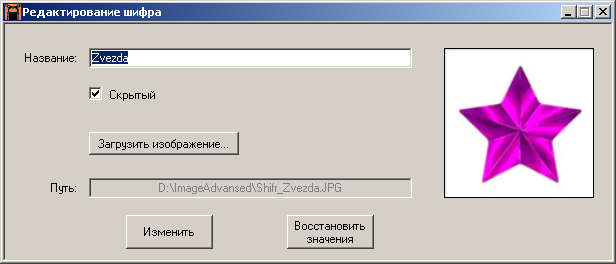 Редактирование шифра
Название: Zvezda
Скрытый
Загрузить изображение...
Путь: D:\ImageAdvansed\Shifr_Zvezda.JPG
Изменить
Восстановить
значения